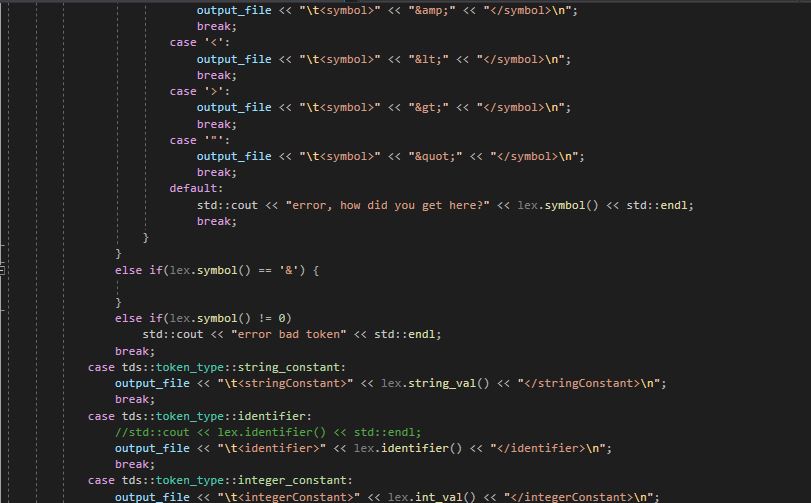 output_file << "\t<symbol>" << "&amp;" << "</symbol>\n";
break;
case '<':
output_file << "\t<symbol>" << "&lt;" << "</symbol>\n";
break;
case '>':
output_file << "\t<symbol>" << "&gt;" << "</symbol>\n";
break;
case '"':
output_file << "\t<symbol>" << "&quot;" << "</symbol>\n";
break;
default:
std::cout << "error, how did you get here?" << lex.symbol() << std::endl;
break;
}
}
else if(lex.symbol() == '&') {
}
else if(lex.symbol() != 0)
std::cout << "error bad token" << std::endl;
break;
case tds::token_type::string_constant:
output_file << "\t<stringConstant>" << lex.string_val() << "</stringConstant>\n";
break;
case tds::token_type::identifier:
//std::cout << lex.identifier() << std::endl;
output_file << "\t<identifier>" << lex.identifier() << "</identifier>\n";
break;
case tds::token_type::integer_constant:
output_file << "\t<integerConstant>" << lex.int_val() << "</integerConstant>\n";